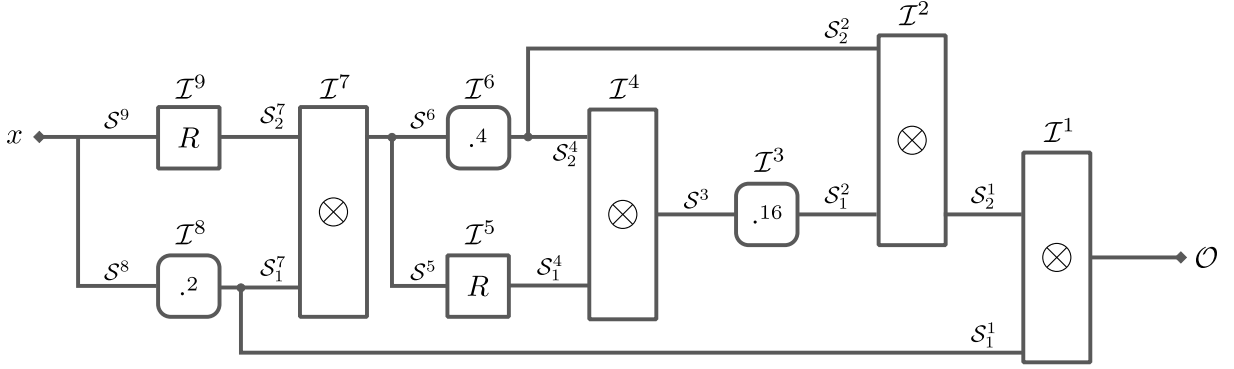 𝓘²
𝓢₂²
𝓘⁹ 𝓘⁷ 𝓘⁶ 𝓘⁴
𝓢⁹ 𝓢₂⁷ 𝓢⁶ 𝓘¹
x R .⁴ ⊗
𝓢₂⁴ 𝓘³
⊗ ⊗ 𝓢³ .¹⁶ 𝓢₁² 𝓢₂¹
𝓘⁸ 𝓘⁵
⊗ 𝓞
𝓢⁸ .² 𝓢₁⁷ 𝓢⁵ R 𝓢₁⁴
𝓢₁¹